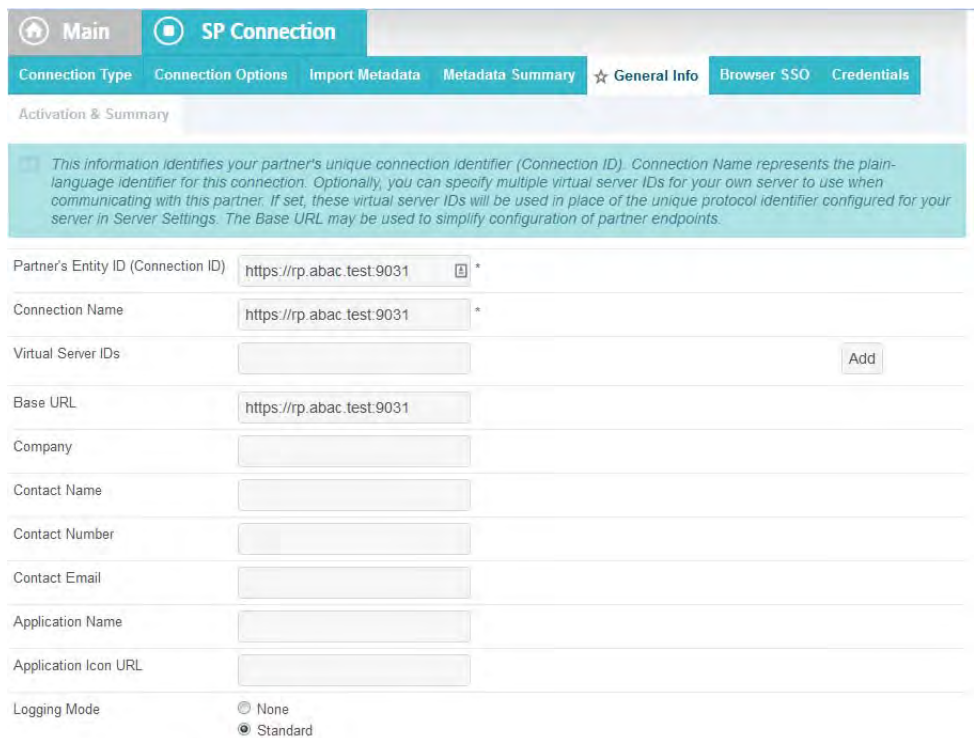 Main
SP Connection
Connection Type Connection Options Import Metadata Metadata Summary General Info Browser SSO Credentials
Activation & Summary
This information identifies your partner's unique connection identifier (Connection ID). Connection Name represents the plain-
language identifier for this connection. Optionally, you can specify multiple virtual server IDs for your own server to use when
communicating with this partner. If set, these virtual server IDs will be used in place of the unique protocol identifier configured for your
server in Server Settings. The Base URL may be used to simplify configuration of partner endpoints.
Partner's Entity ID (Connection ID) https://rp.abac.test:9031 *
Connection Name https://rp.abac.test:9031 *
Virtual Server IDs Add
Base URL https://rp.abac.test:9031
Company
Contact Name
Contact Number
Contact Email
Application Name
Application Icon URL
Logging Mode None
Standard